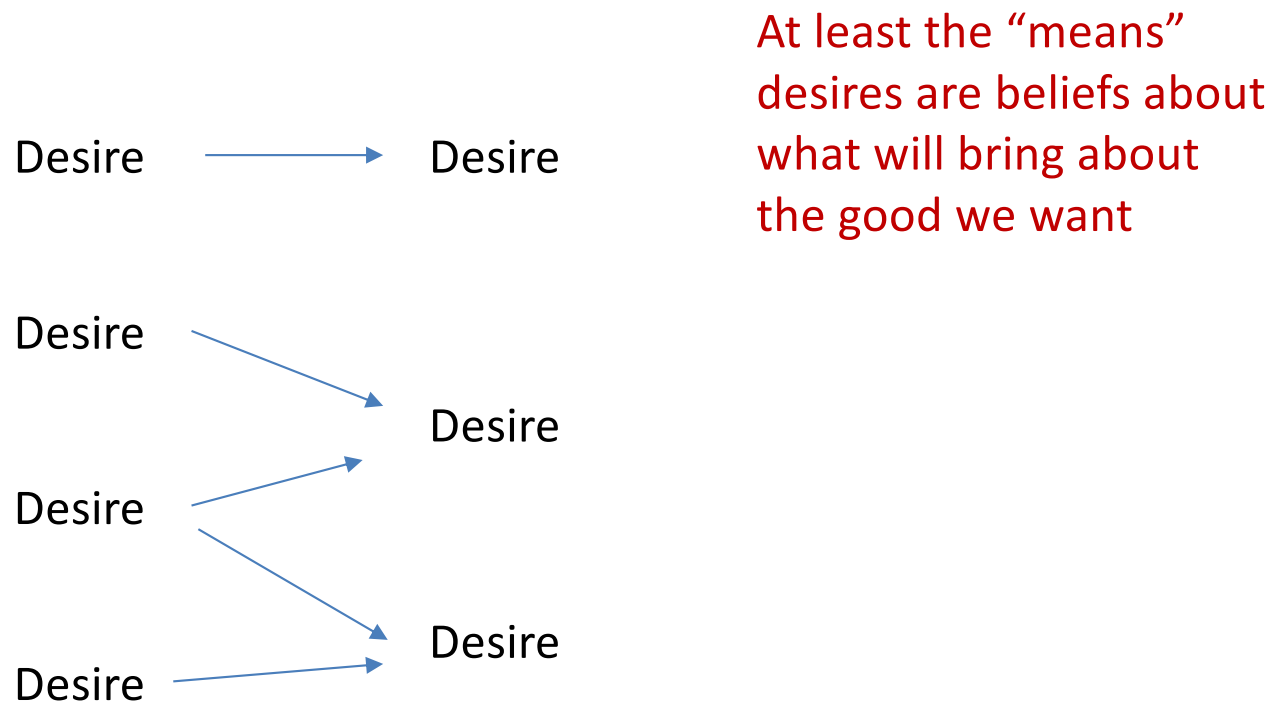 At least the “means”
desires are beliefs about
what will bring about
the good we want
Desire
Desire
Desire
Desire
Desire
Desire
Desire